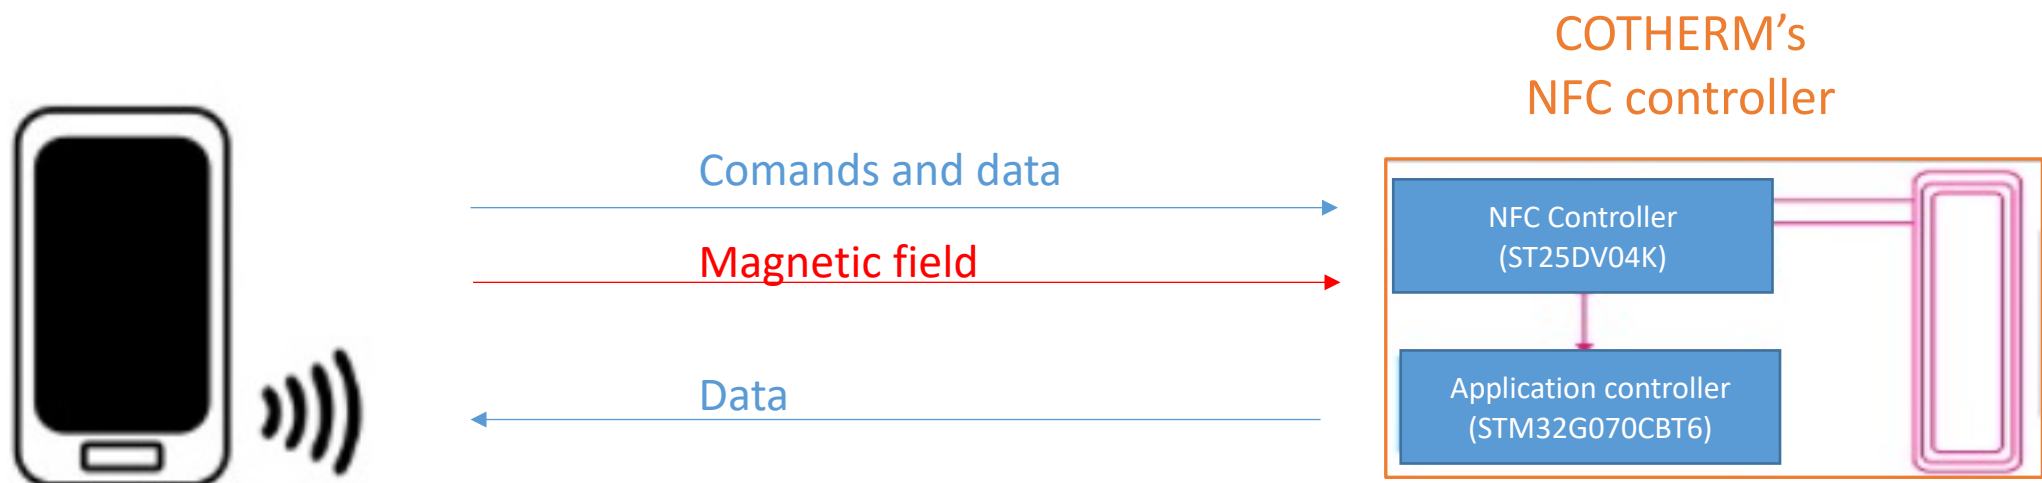 COTHERM’s
NFC controller
Comands and data
Magnetic field
Data
NFC Controller
(ST25DV04K)
Application controller
(STM32G070CBT6)